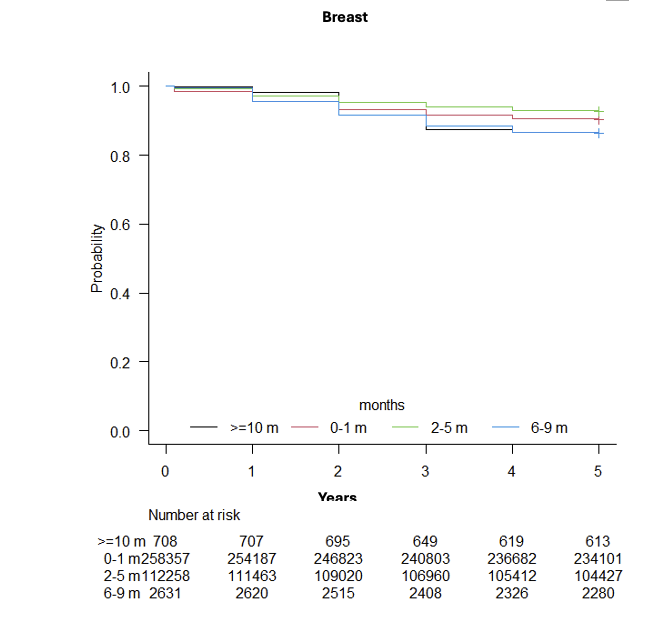 Breast
Probability
1.0
0.8
0.6
0.4
0.2
0.0
months
>=10 m 0-1 m 2-5 m 6-9 m
0 1 2 3 4 5
Years
Number at risk
>=10 m 708 707 695 649 619 613
0-1 m 258357 254187 246823 240803 236682 234101
2-5 m 112258 111463 109020 106960 105412 104427
6-9 m 2631 2620 2515 2408 2326 2280